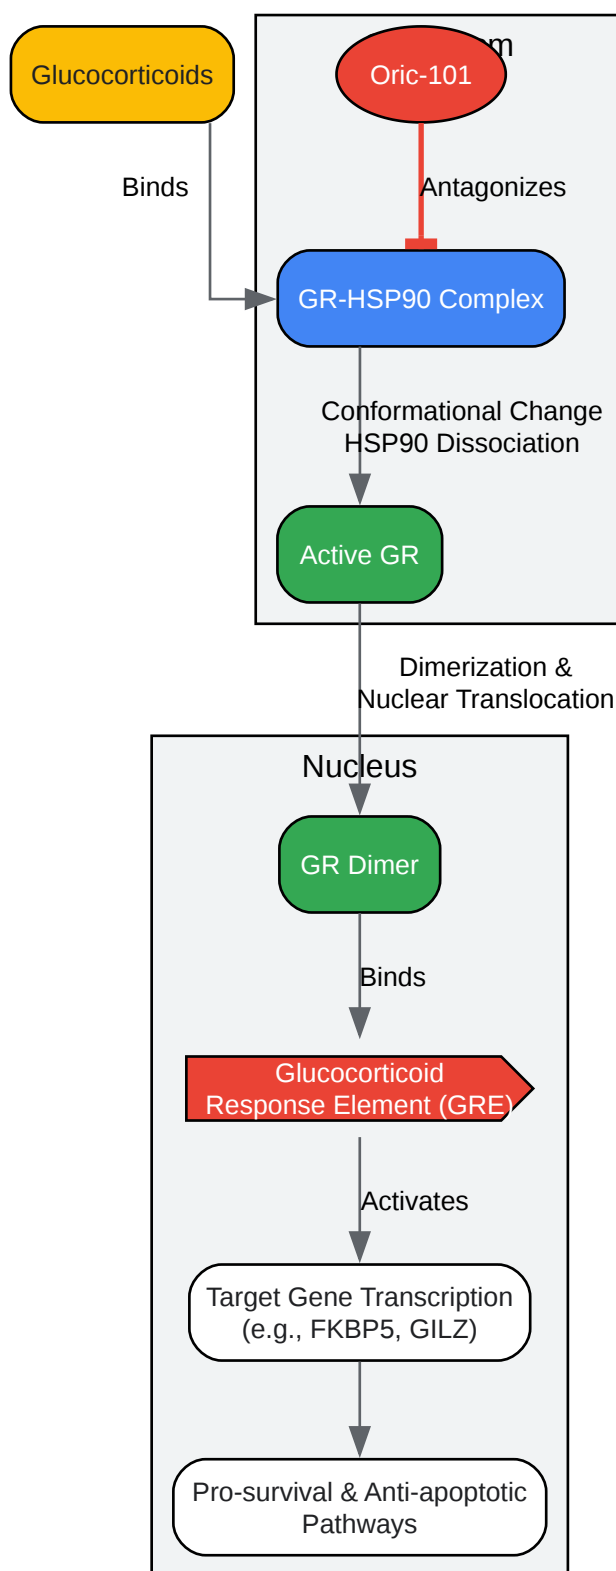 Glucocorticoids
Oric-101
Binds
Antagonizes
GR-HSP90 Complex
Conformational Change
HSP90 Dissociation
Active GR
Dimerization &
Nuclear Translocation
Nucleus
GR Dimer
Binds
Glucocorticoid
Response Element (GRE)
Activates
Target Gene Transcription
(e.g., FKBP5, GILZ)
Pro-survival & Anti-apoptotic
Pathways